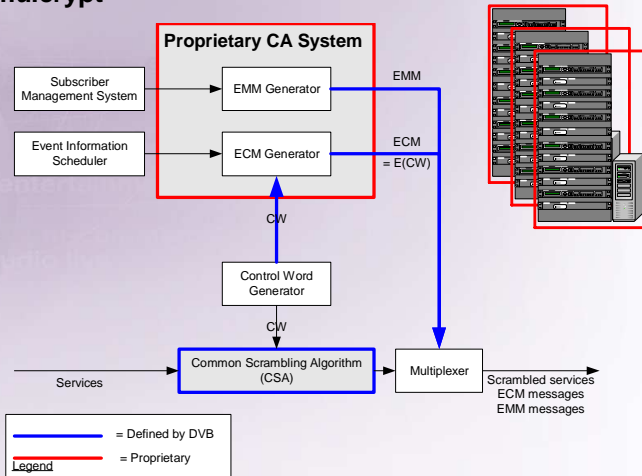 Proprietary CA System
Subscriber
Management System
EMM Generator
EMM
Event Information
Scheduler
ECM Generator
ECM
= E(CW)
CW
Control Word
Generator
CW
Services
Common Scrambling Algorithm
(CSA)
Multiplexer
Scrambled services
ECM messages
EMM messages
= Defined by DVB
= Proprietary
Legend